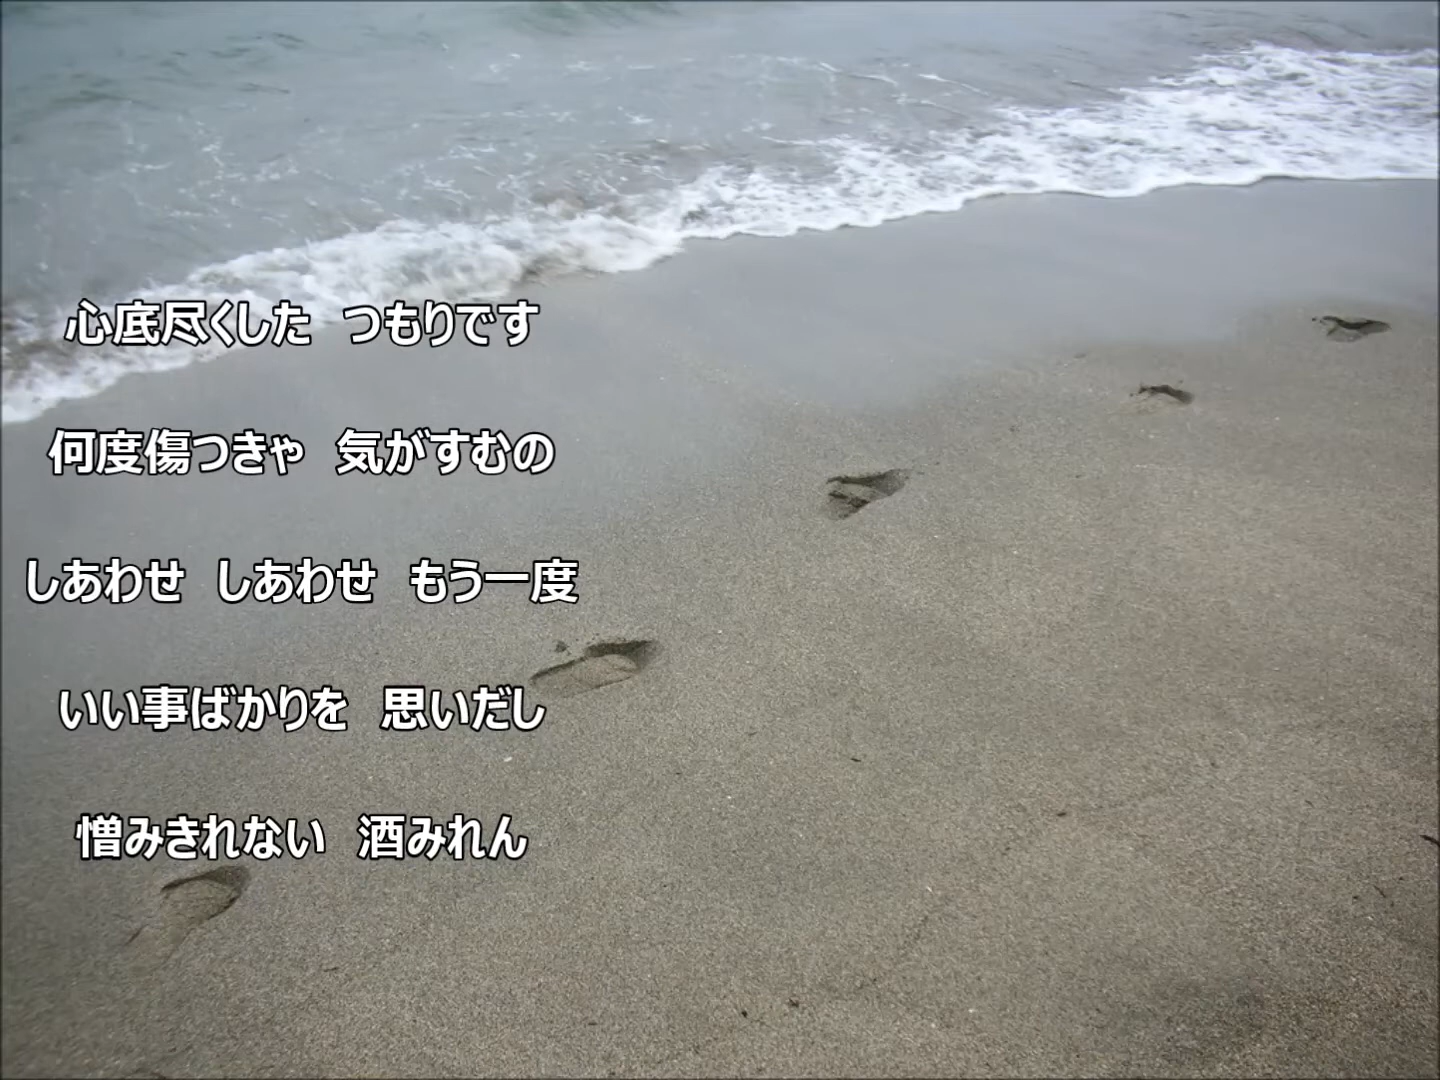 心底尽くした　つもりです
何度傷つきゃ　気がすむの
しあわせ　しあわせ　もう一度
いい事ばかりを　思いだし
憎みきれない　酒みれん